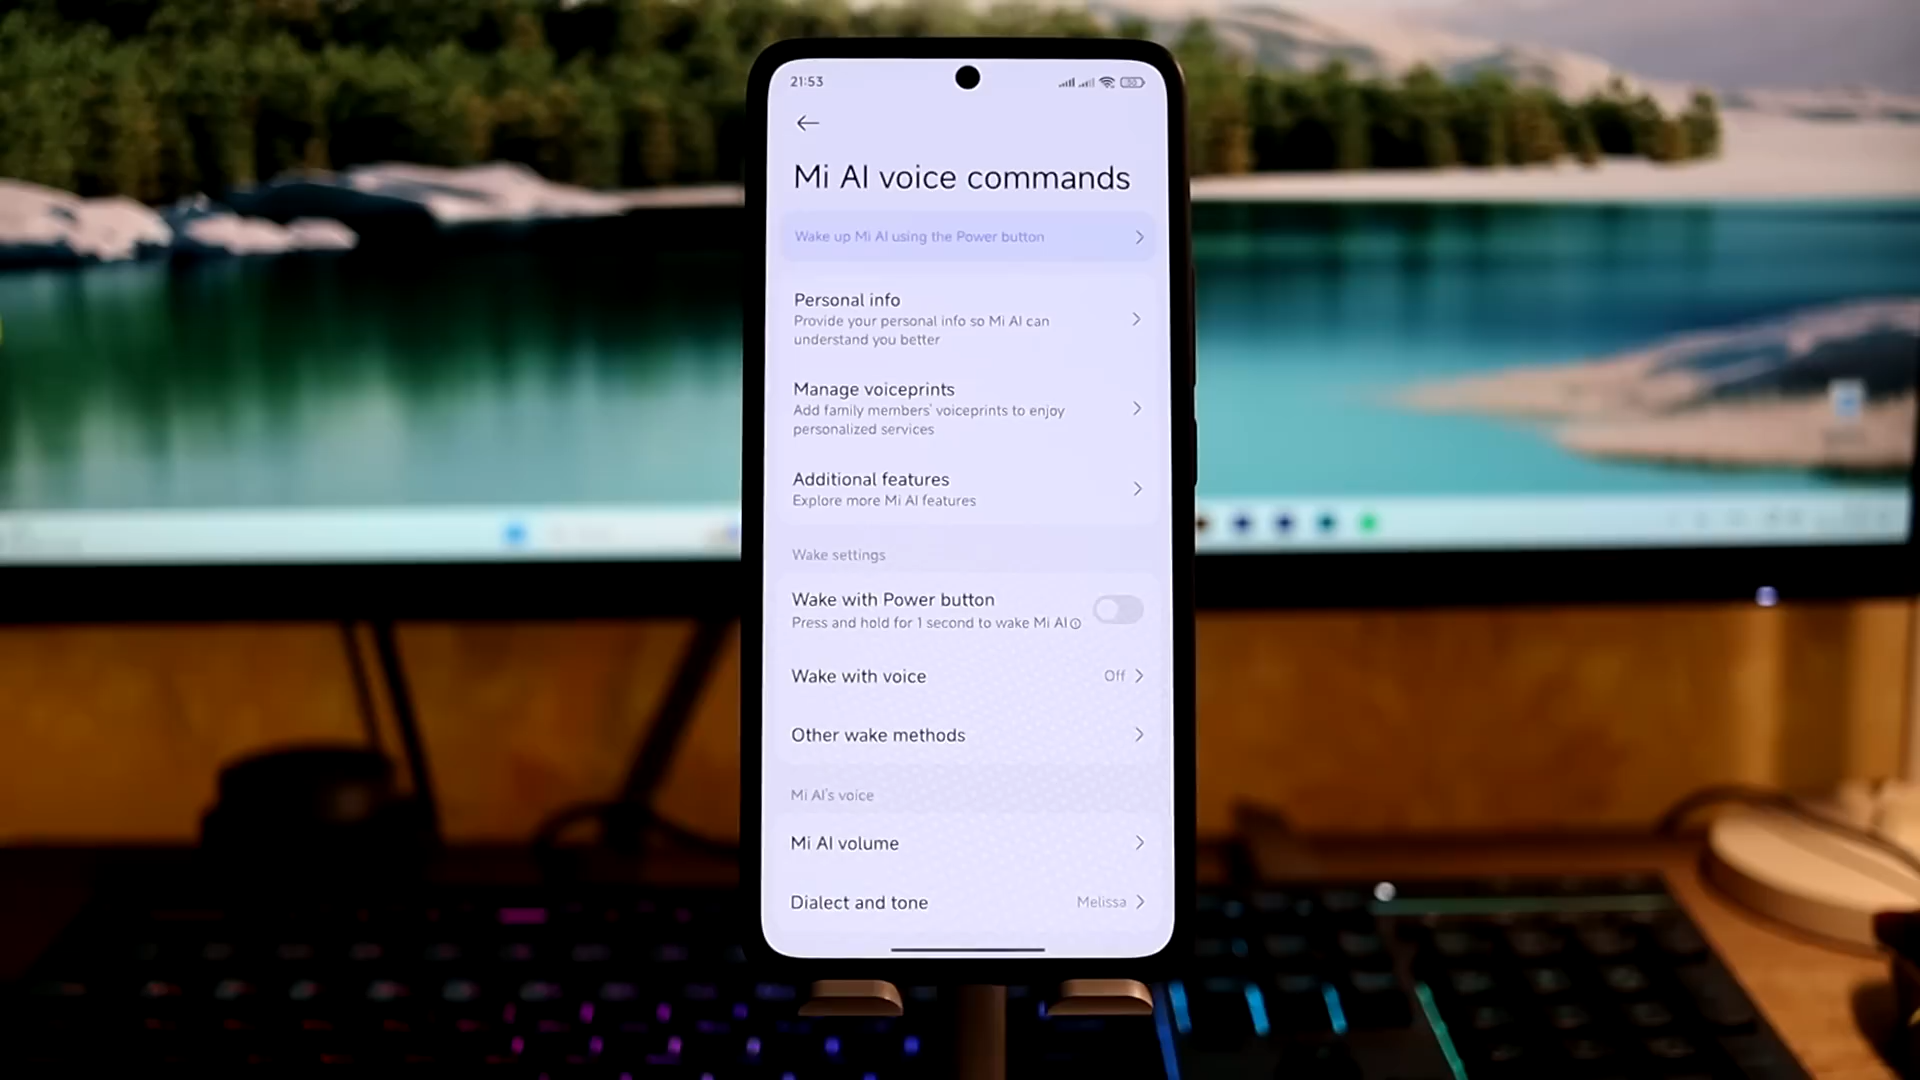 21:53
Mi AI voice commands
Wake up Mi AI using the Power button
Personal info
Provide your personal info so Mi AI can
understand you better
Manage voiceprints
Add family members' voiceprints to enjoy
personalized services
Additional features
Explore more Mi AI features
Wake settings
Wake with Power button
Press and hold for 1 second to wake Mi AI
Wake with voice
Off
Other wake methods
Mi AI's voice
Mi AI volume
Dialect and tone
Melissa